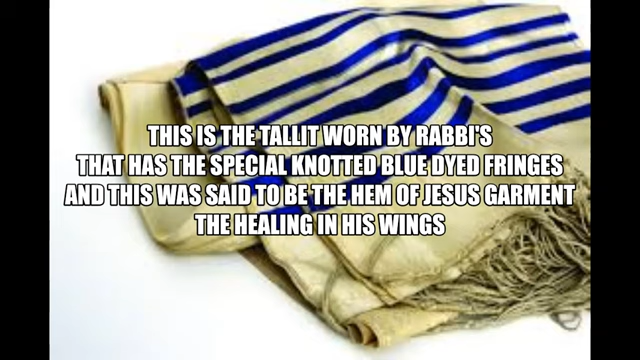 THIS IS THE TALLIT WORN BY RABBI'S
THAT HAS THE SPECIAL KNOTTED BLUE DYED FRINGES
AND THIS WAS SAID TO BE THE HEM OF JESUS GARMENT
THE HEALING IN HIS WINGS